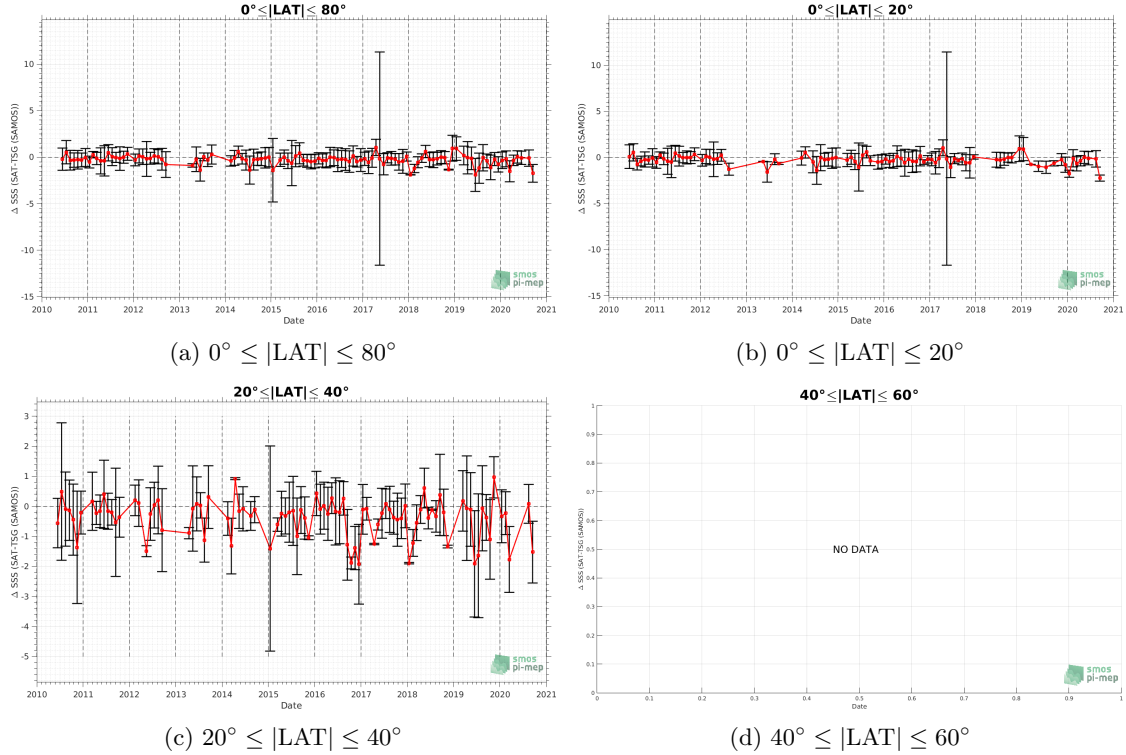 0°≤|LAT|≤ 80°
Δ SSS (SAT-TSG (SAMOS))
10
5
0
-5
-10
-15
2010 2011 2012 2013 2014 2015 2016 2017 2018 2019 2020 2021
Date
smos
pi-mep
(a) 0° ≤ |LAT| ≤ 80°
0°≤|LAT|≤ 20°
Δ SSS (SAT-TSG (SAMOS))
10
5
0
-5
-10
-15
2010 2011 2012 2013 2014 2015 2016 2017 2018 2019 2020 2021
Date
smos
pi-mep
(b) 0° ≤ |LAT| ≤ 20°
20°≤|LAT|≤ 40°
Δ SSS (SAT-TSG (SAMOS))
3
2
1
0
-1
-2
-3
-4
-5
2010 2011 2012 2013 2014 2015 2016 2017 2018 2019 2020 2021
Date
smos
pi-mep
(c) 20° ≤ |LAT| ≤ 40°
40°≤|LAT|≤ 60°
Δ SSS (SAT-TSG (SAMOS))
1
0.9
0.8
0.7
0.6
0.5
0.4
0.3
0.2
0.1
0
NO DATA
0 0.1 0.2 0.3 0.4 0.5 0.6 0.7 0.8 0.9 1
Date
smos
pi-mep
(d) 40° ≤ |LAT| ≤ 60°